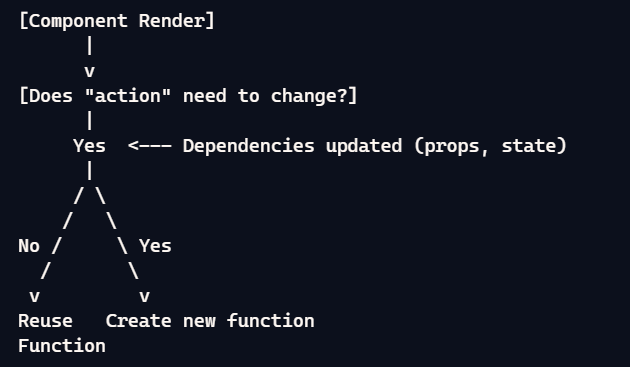 [Component Render]
|
v
[Does "action" need to change?]
|
Yes <--- Dependencies updated (props, state)
|
/ \
/ \
No / \ Yes
/ \
v v
Reuse Create new function
Function